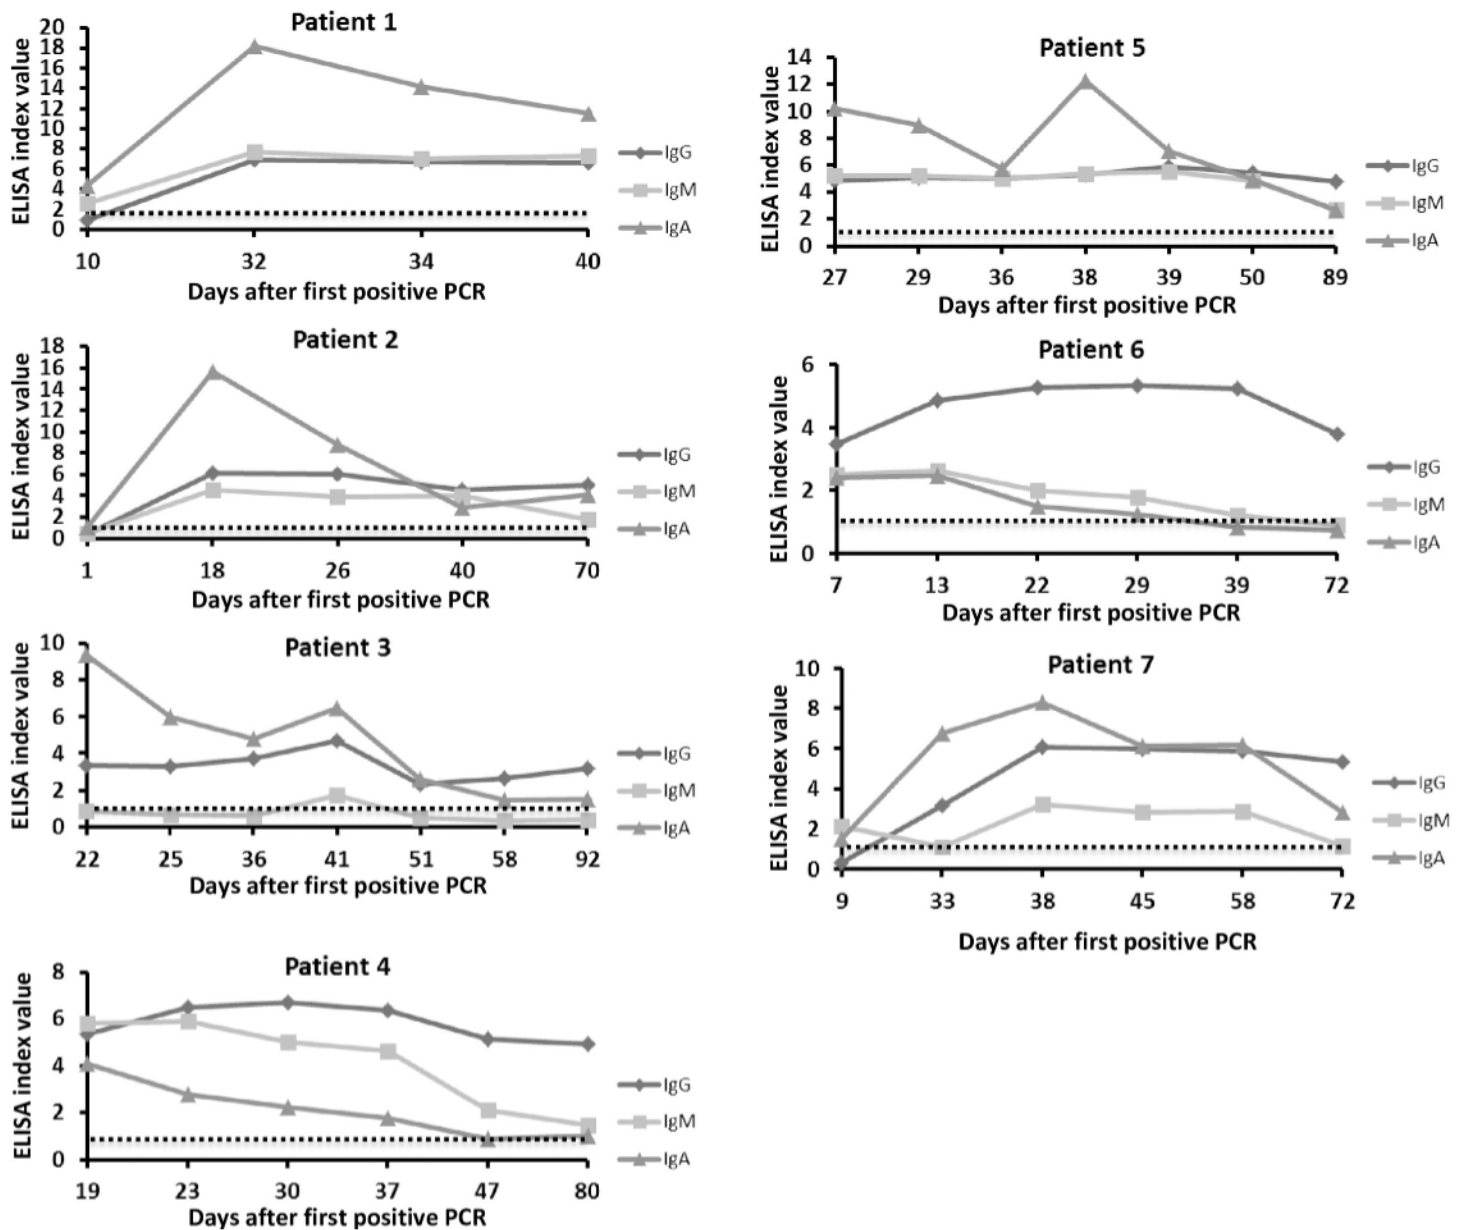 Patient 1
ELISA index value
20
18
16
14
12
10
8
6
4
2
0
10 32 34 40
Days after first positive PCR
IgG
IgM
IgA
Patient 2
ELISA index value
18
16
14
12
10
8
6
4
2
0
1 18 26 40 70
Days after first positive PCR
IgG
IgM
IgA
Patient 3
ELISA index value
10
8
6
4
2
0
22 25 36 41 51 58 92
Days after first positive PCR
IgG
IgM
IgA
Patient 4
ELISA index value
8
6
4
2
0
19 23 30 37 47 80
Days after first positive PCR
IgG
IgM
IgA
Patient 5
ELISA index value
14
12
10
8
6
4
2
0
27 29 36 38 39 50 89
Days after first positive PCR
IgG
IgM
IgA
Patient 6
ELISA index value
6
4
2
0
7 13 22 29 39 72
Days after first positive PCR
IgG
IgM
IgA
Patient 7
ELISA index value
10
8
6
4
2
0
9 33 38 45 58 72
Days after first positive PCR
IgG
IgM
IgA